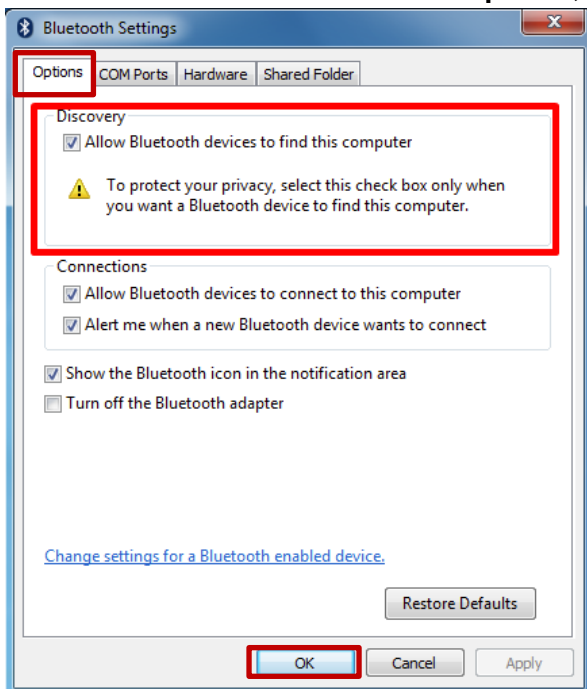 Bluetooth Settings
Options COM Ports Hardware Shared Folder
Discovery
Allow Bluetooth devices to find this computer
To protect your privacy, select this check box only when
you want a Bluetooth device to find this computer.
Connections
Allow Bluetooth devices to connect to this computer
Alert me when a new Bluetooth device wants to connect
Show the Bluetooth icon in the notification area
Turn off the Bluetooth adapter
Change settings for a Bluetooth enabled device.
Restore Defaults
OK Cancel Apply